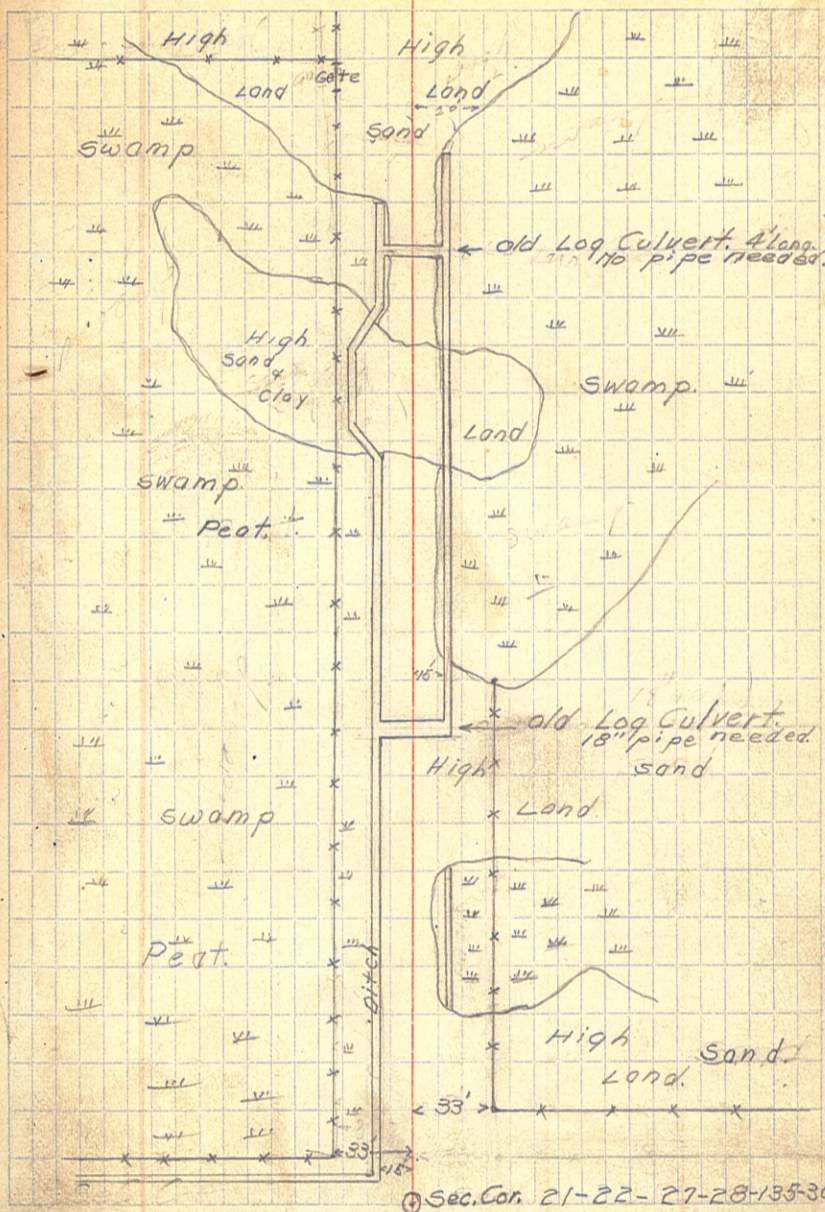 High
High
Gate
Land
Land
20'
Sand
Swamp
old Log Culvert. 4' long.
No pipe needed.
High
Sand
&
Clay
Swamp.
Land
Swamp.
Peat.
16'
old Log Culvert.
18" pipe needed.
High
Sand
Land.
Swamp
Peat.
Ditch
High
Sand.
Land.
33'
33'
15'
Sec. Cor. 21-22-27-28-135-3